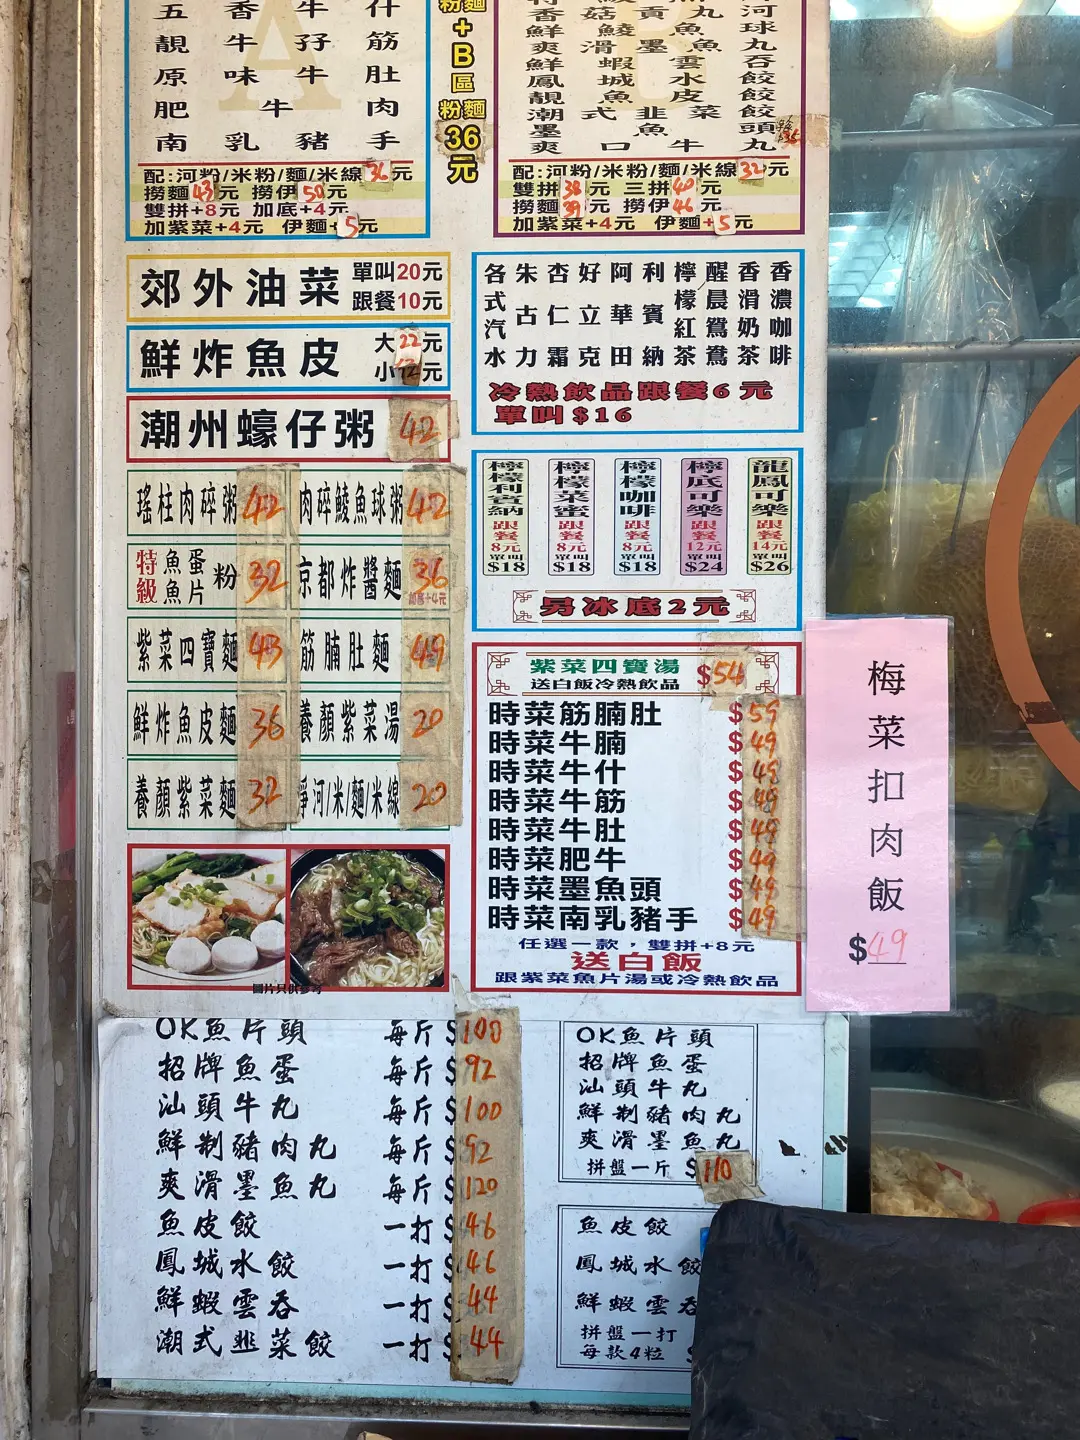 五香牛什
靚牛孖筋
原味牛肚
肥牛肉
南乳豬手
配:河粉/米粉/麵/米線36元
撈麵43元 撈伊50元
雙拼+8元 加底+4元
加紫菜+4元 伊麵+5元
粉麵
+
B
區
粉麵
36
元
鮮鯪魚球
爽滑墨魚丸
鮮蝦雲吞
鳳城水餃
靚魚皮餃
潮式韭菜餃
墨魚頭
爽口牛丸
配:河粉/米粉/麵/米線32元
雙拼38元 三拼40元
撈麵39元 撈伊46元
加紫菜+4元 伊麵+5元
郊外油菜
單叫20元
跟餐10元
鮮炸魚皮
大22元
小12元
潮州蠔仔粥 42
瑤柱肉碎粥 42
肉碎鯪魚球粥 42
特級 魚蛋魚片 粉 32
京都炸醬麵 36
紫菜四寶麵 43
筋腩肚麵 49
鮮炸魚皮麵 36
養顏紫菜湯 20
養顏紫菜麵 32
淨河/米/麵/米線 20
圖片只供參考
各式汽水
朱古力
杏仁霜
好立克
阿華田
利賓納
檸檬紅茶
醒晨鴛鴦
香滑奶茶
香濃咖啡
冷熱飲品跟餐6元
單叫$16
檸檬利賓納 跟餐8元 單叫$18
檸檬菜蜜 跟餐8元 單叫$18
檸檬咖啡 跟餐8元 單叫$18
檸底可樂 跟餐12元 單叫$24
龍鳳可樂 跟餐14元 單叫$26
另冰底2元
紫菜四寶湯
送白飯冷熱飲品
$54
時菜筋腩肚 $59
時菜牛腩 $49
時菜牛什 $49
時菜牛筋 $49
時菜牛肚 $49
時菜肥牛 $49
時菜墨魚頭 $49
時菜南乳豬手 $49
任選一款，雙拼+8元
送白飯
跟紫菜魚片湯或冷熱飲品
梅菜扣肉飯
$49
OK魚片頭 每斤$100
招牌魚蛋 每斤$92
汕頭牛丸 每斤$100
鮮制豬肉丸 每斤$92
爽滑墨魚丸 每斤$120
魚皮餃 一打$46
鳳城水餃 一打$46
鮮蝦雲吞 一打$44
潮式韭菜餃 一打$44
OK魚片頭
招牌魚蛋
汕頭牛丸
鮮制豬肉丸
爽滑墨魚丸
拼盤一斤 $110
魚皮餃
鳳城水餃
鮮蝦雲吞
拼盤一打
每款4粒